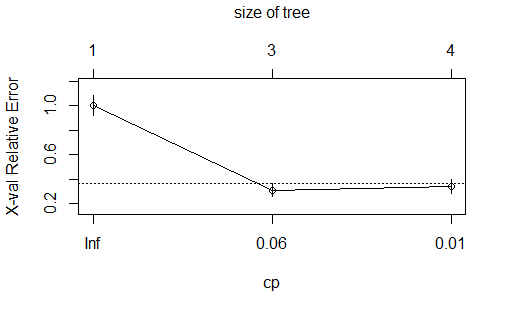 size of tree
1 3 4
X-val Relative Error
1.0
0.6
0.2
Inf 0.06 0.01
cp